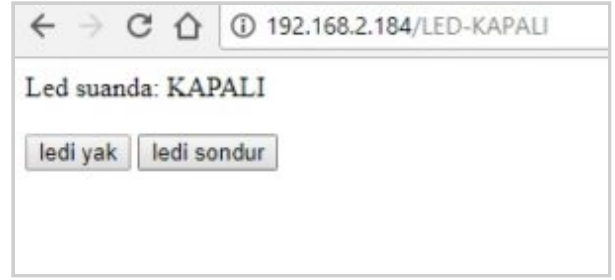 192.168.2.184/LED-KAPALI
Led suanda: KAPALI
ledi yak ledi sondur